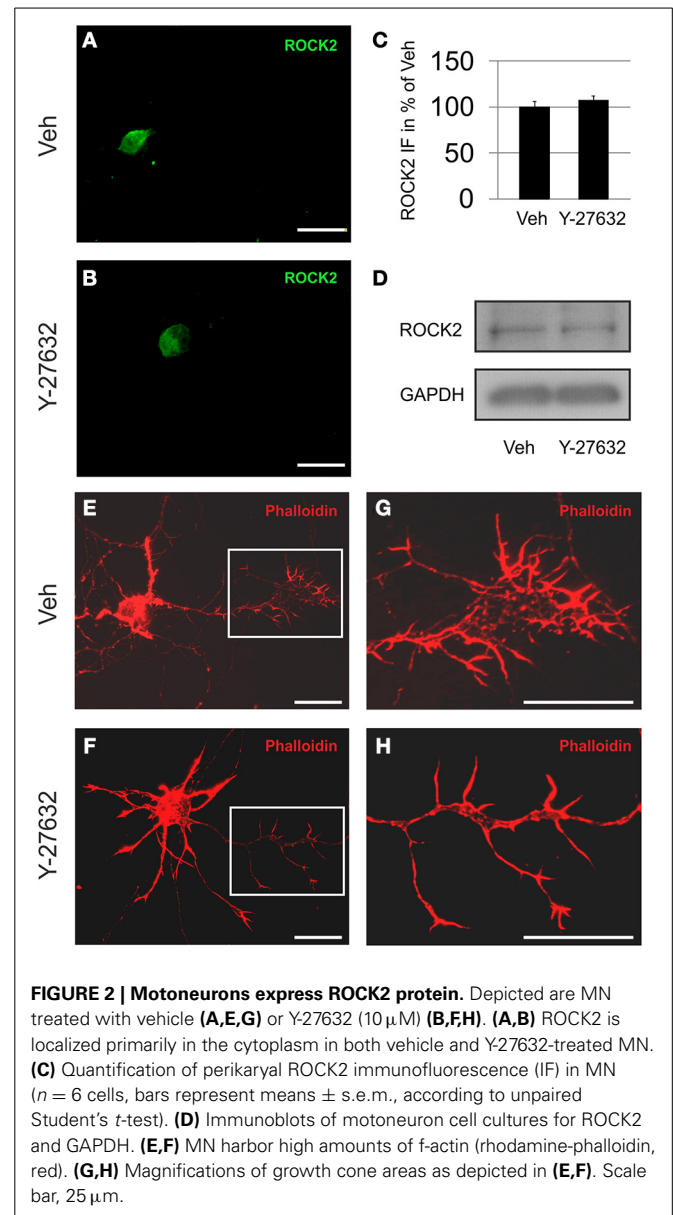 A
ROCK2
Veh
C
ROCK2 IF in % of Veh
150
100
50
0
Veh Y-27632
B
ROCK2
Y-27632
D
ROCK2
GAPDH
Veh Y-27632
E
Phalloidin
Veh
G
Phalloidin
F
Phalloidin
Y-27632
H
Phalloidin
FIGURE 2 | Motoneurons express ROCK2 protein. Depicted are MN
treated with vehicle (A,E,G) or Y-27632 (10 μM) (B,F,H). (A,B) ROCK2 is
localized primarily in the cytoplasm in both vehicle and Y-27632-treated MN.
(C) Quantification of perikaryal ROCK2 immunofluorescence (IF) in MN
(n = 6 cells, bars represent means ± s.e.m., according to unpaired
Student's t-test). (D) Immunoblots of motoneuron cell cultures for ROCK2
and GAPDH. (E,F) MN harbor high amounts of f-actin (rhodamine-phalloidin,
red). (G,H) Magnifications of growth cone areas as depicted in (E,F). Scale
bar, 25 μm.